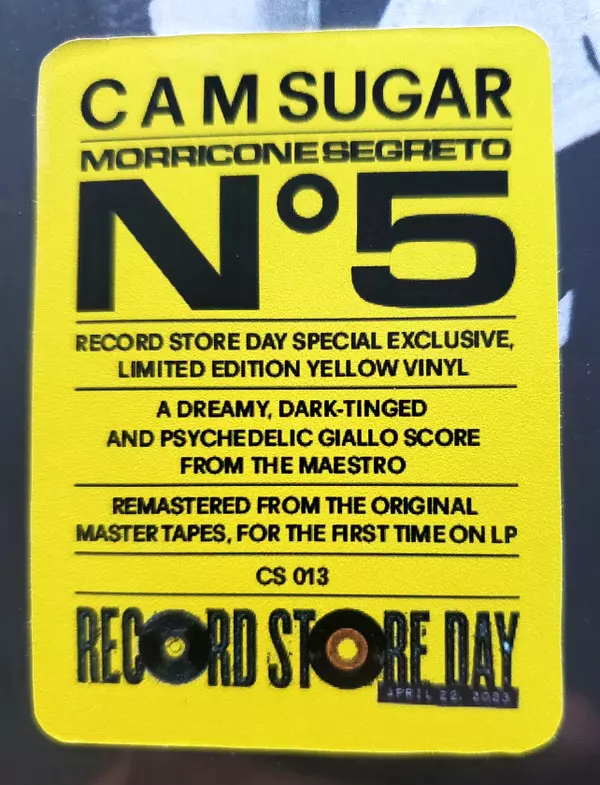 CAM SUGAR
MORRICONE SEGRETO
N°5
RECORD STORE DAY SPECIAL EXCLUSIVE,
LIMITED EDITION YELLOW VINYL
A DREAMY, DARK-TINGED
AND PSYCHEDELIC GIALLO SCORE
FROM THE MAESTRO
REMASTERED FROM THE ORIGINAL
MASTER TAPES, FOR THE FIRST TIME ON LP
CS 013
RECORD STORE DAY
APRIL 22, 2023